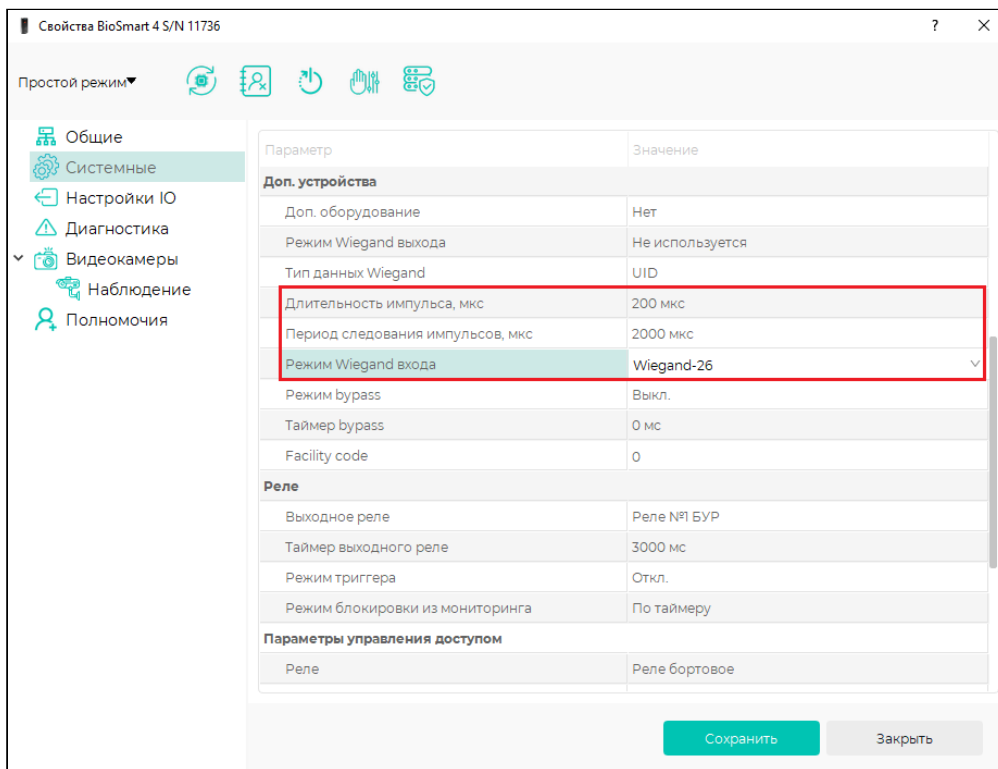 Свойства BioSmart 4 S/N 11736 ?
Простой режим
Общие
Системные
Настройки IO
Диагностика
Видеокамеры
Наблюдение
Полномочия
Параметр Значение
Доп. устройства
Доп. оборудование Нет
Режим Wiegand выхода Не используется
Тип данных Wiegand UID
Длительность импульса, мкс 200 мкс
Период следования импульсов, мкс 2000 мкс
Режим Wiegand входа Wiegand-26
Режим bypass Выкл.
Таймер bypass 0 мс
Facility code 0
Реле
Выходное реле Реле №1 БУР
Таймер выходного реле 3000 мс
Режим триггера Откл.
Режим блокировки из мониторинга По таймеру
Параметры управления доступом
Реле Реле бортовое
Сохранить Закрыть